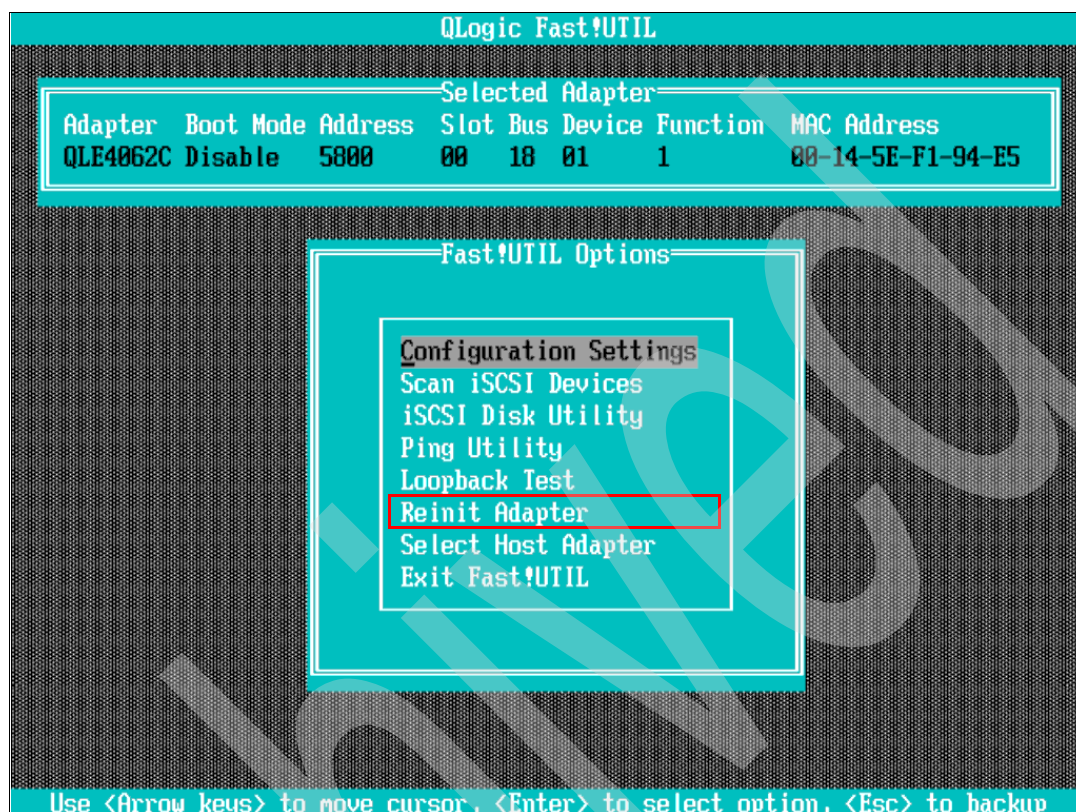 QLogic Fast!UTIL
Selected Adapter
Adapter Boot Mode Address Slot Bus Device Function MAC Address
QLE4062C Disable 5800 00 18 01 1 00-14-5E-F1-94-E5
Fast!UTIL Options
Configuration Settings
Scan iSCSI Devices
iSCSI Disk Utility
Ping Utility
Loopback Test
Reinit Adapter
Select Host Adapter
Exit Fast!UTIL
Use <Arrow keys> to move cursor, <Enter> to select option, <Esc> to backup